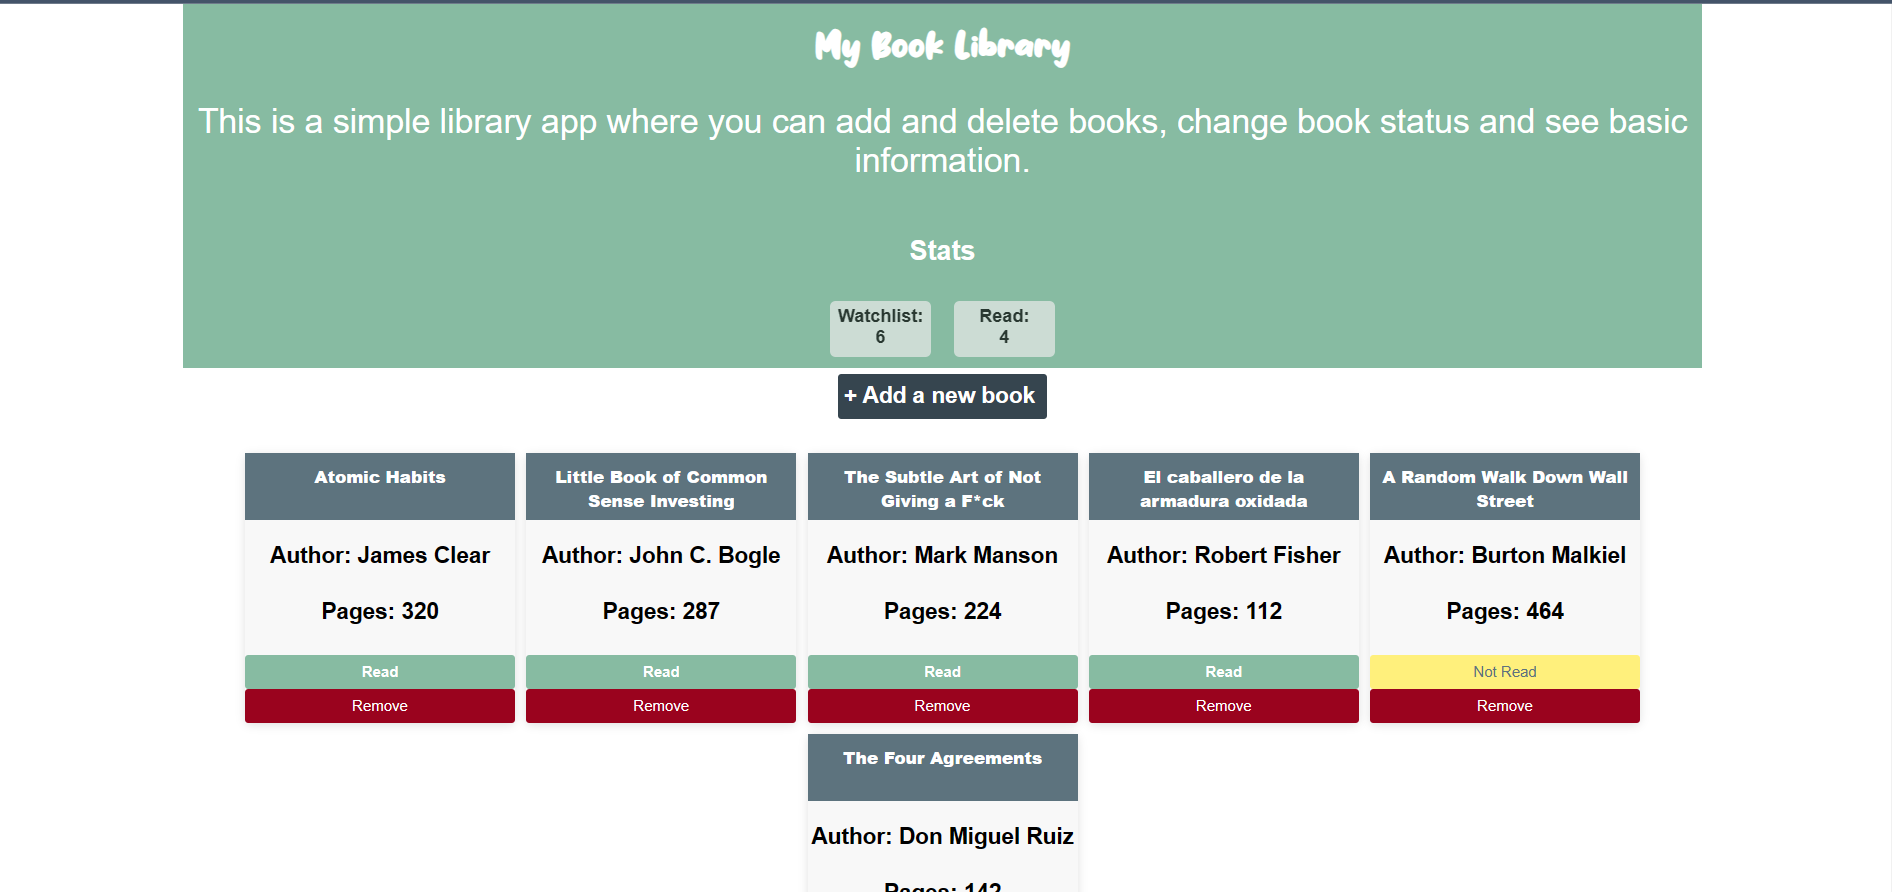 My Book Library
This is a simple library app where you can add and delete books, change book status and see basic
information.
Stats
Watchlist:
6
Read:
4
+ Add a new book
Atomic Habits
Author: James Clear
Pages: 320
Read
Remove
Little Book of Common
Sense Investing
Author: John C. Bogle
Pages: 287
Read
Remove
The Subtle Art of Not
Giving a F*ck
Author: Mark Manson
Pages: 224
Read
Remove
El caballero de la
armadura oxidada
Author: Robert Fisher
Pages: 112
Read
Remove
A Random Walk Down Wall
Street
Author: Burton Malkiel
Pages: 464
Not Read
Remove
The Four Agreements
Author: Don Miguel Ruiz
Pages: 142